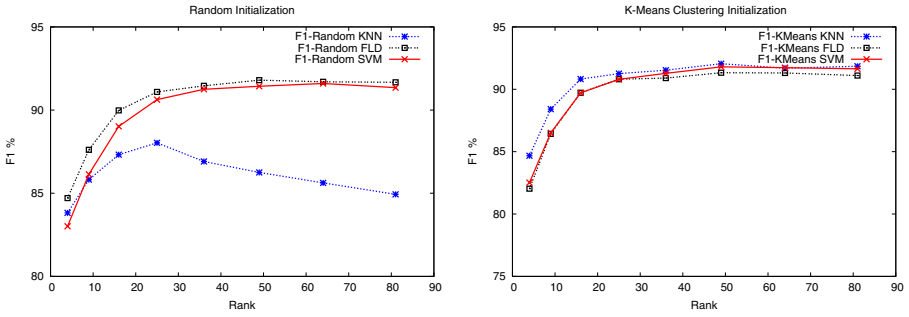 Random Initialization
95
90
85
80
F1 %
F1-Random KNN
F1-Random FLD
F1-Random SVM
0 10 20 30 40 50 60 70 80 90
Rank
K-Means Clustering Initialization
95
90
85
80
75
F1 %
F1-KMeans KNN
F1-KMeans FLD
F1-KMeans SVM
0 10 20 30 40 50 60 70 80 90
Rank